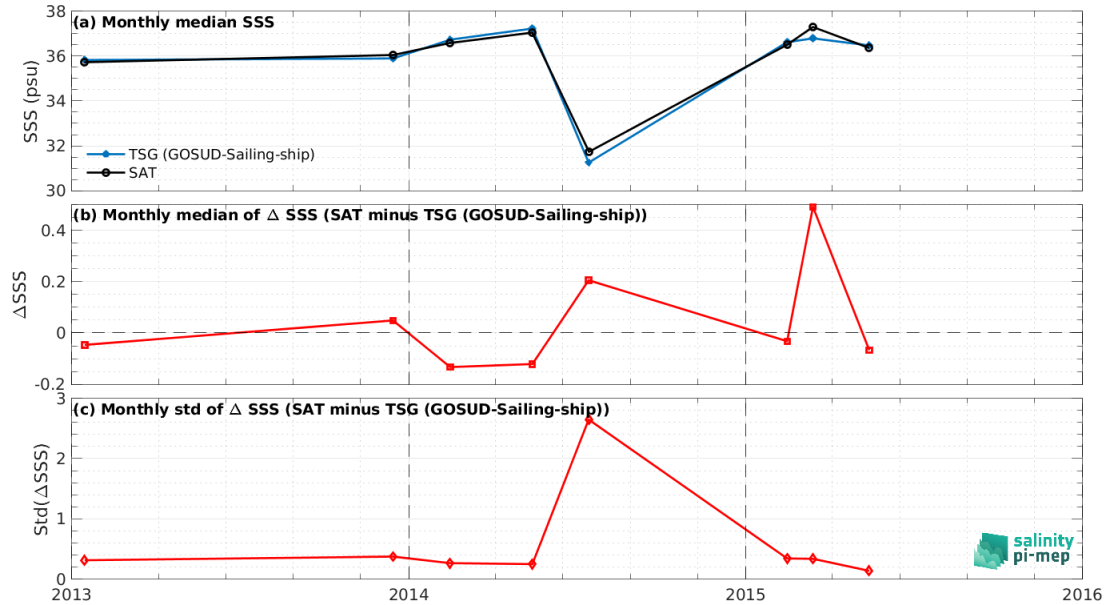 (a) Monthly median SSS
38
36
34
32
30
SSS (psu)
TSG (GOSUD-Sailing-ship)
SAT
(b) Monthly median of Δ SSS (SAT minus TSG (GOSUD-Sailing-ship))
0.4
0.2
0
-0.2
ΔSSS
(c) Monthly std of Δ SSS (SAT minus TSG (GOSUD-Sailing-ship))
3
2
1
0
Std(ΔSSS)
2013 2014 2015 2016
salinity
pi-mep